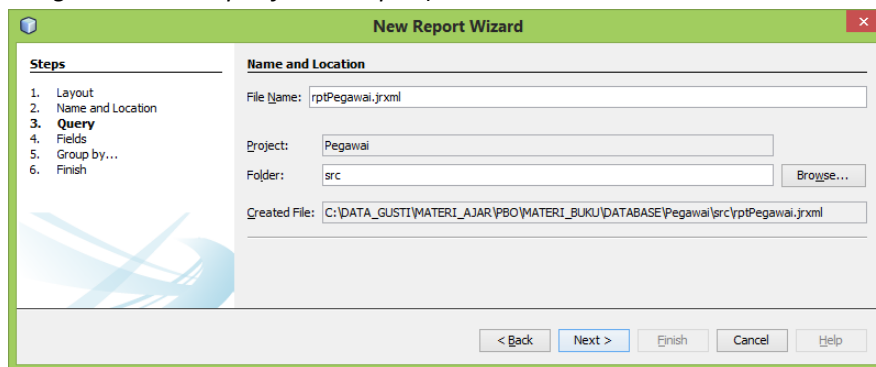 New Report Wizard
Steps
1. Layout
2. Name and Location
3. Query
4. Fields
5. Group by...
6. Finish
Name and Location
File Name: rptPegawai.jrxml
Project: Pegawai
Folder: src Browse...
Created File: C:\DATA_GUSTI\MATERI_AJAR\PBO\MATERI_BUKU\DATABASE\Pegawai\src\rptPegawai.jrxml
< Back Next > Finish Cancel Help